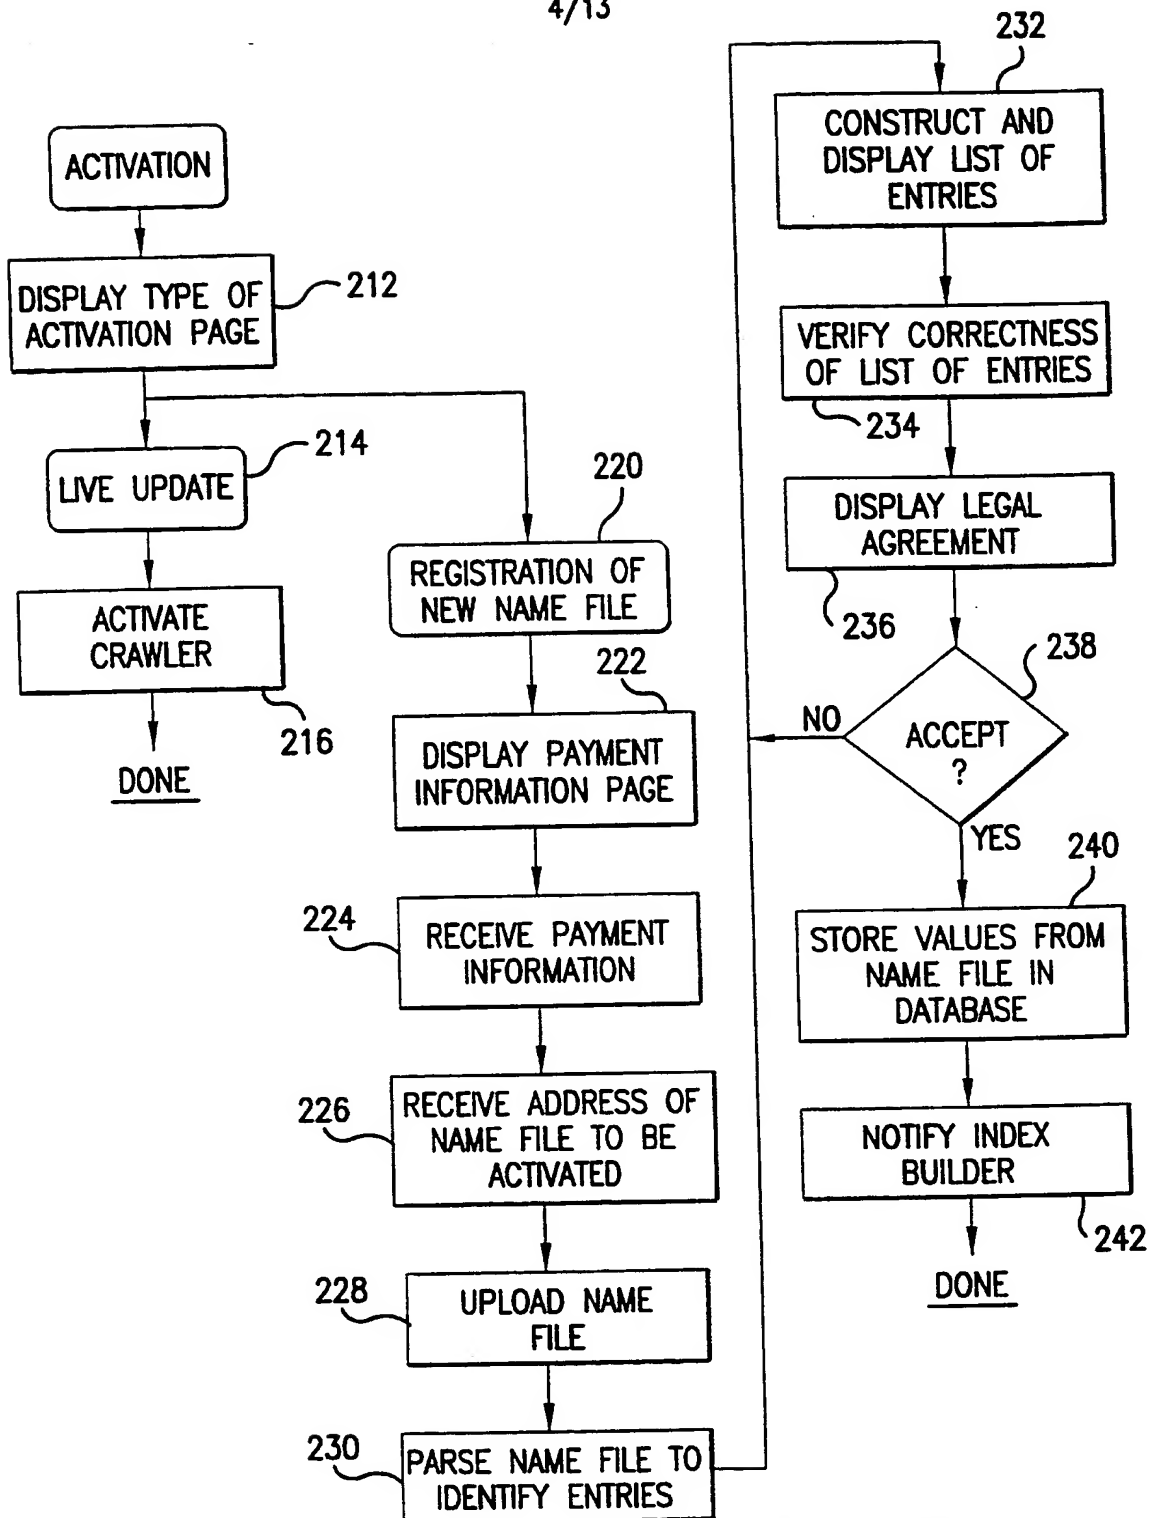 4/13
ACTIVATION
DISPLAY TYPE OF
ACTIVATION PAGE
212
LIVE UPDATE
214
ACTIVATE
CRAWLER
216
DONE
220
REGISTRATION OF
NEW NAME FILE
222
DISPLAY PAYMENT
INFORMATION PAGE
224
RECEIVE PAYMENT
INFORMATION
226
RECEIVE ADDRESS OF
NAME FILE TO BE
ACTIVATED
228
UPLOAD NAME
FILE
230
PARSE NAME FILE TO
IDENTIFY ENTRIES
232
CONSTRUCT AND
DISPLAY LIST OF
ENTRIES
VERIFY CORRECTNESS
OF LIST OF ENTRIES
234
DISPLAY LEGAL
AGREEMENT
236
238
ACCEPT
?
NO
YES
240
STORE VALUES FROM
NAME FILE IN
DATABASE
NOTIFY INDEX
BUILDER
242
DONE